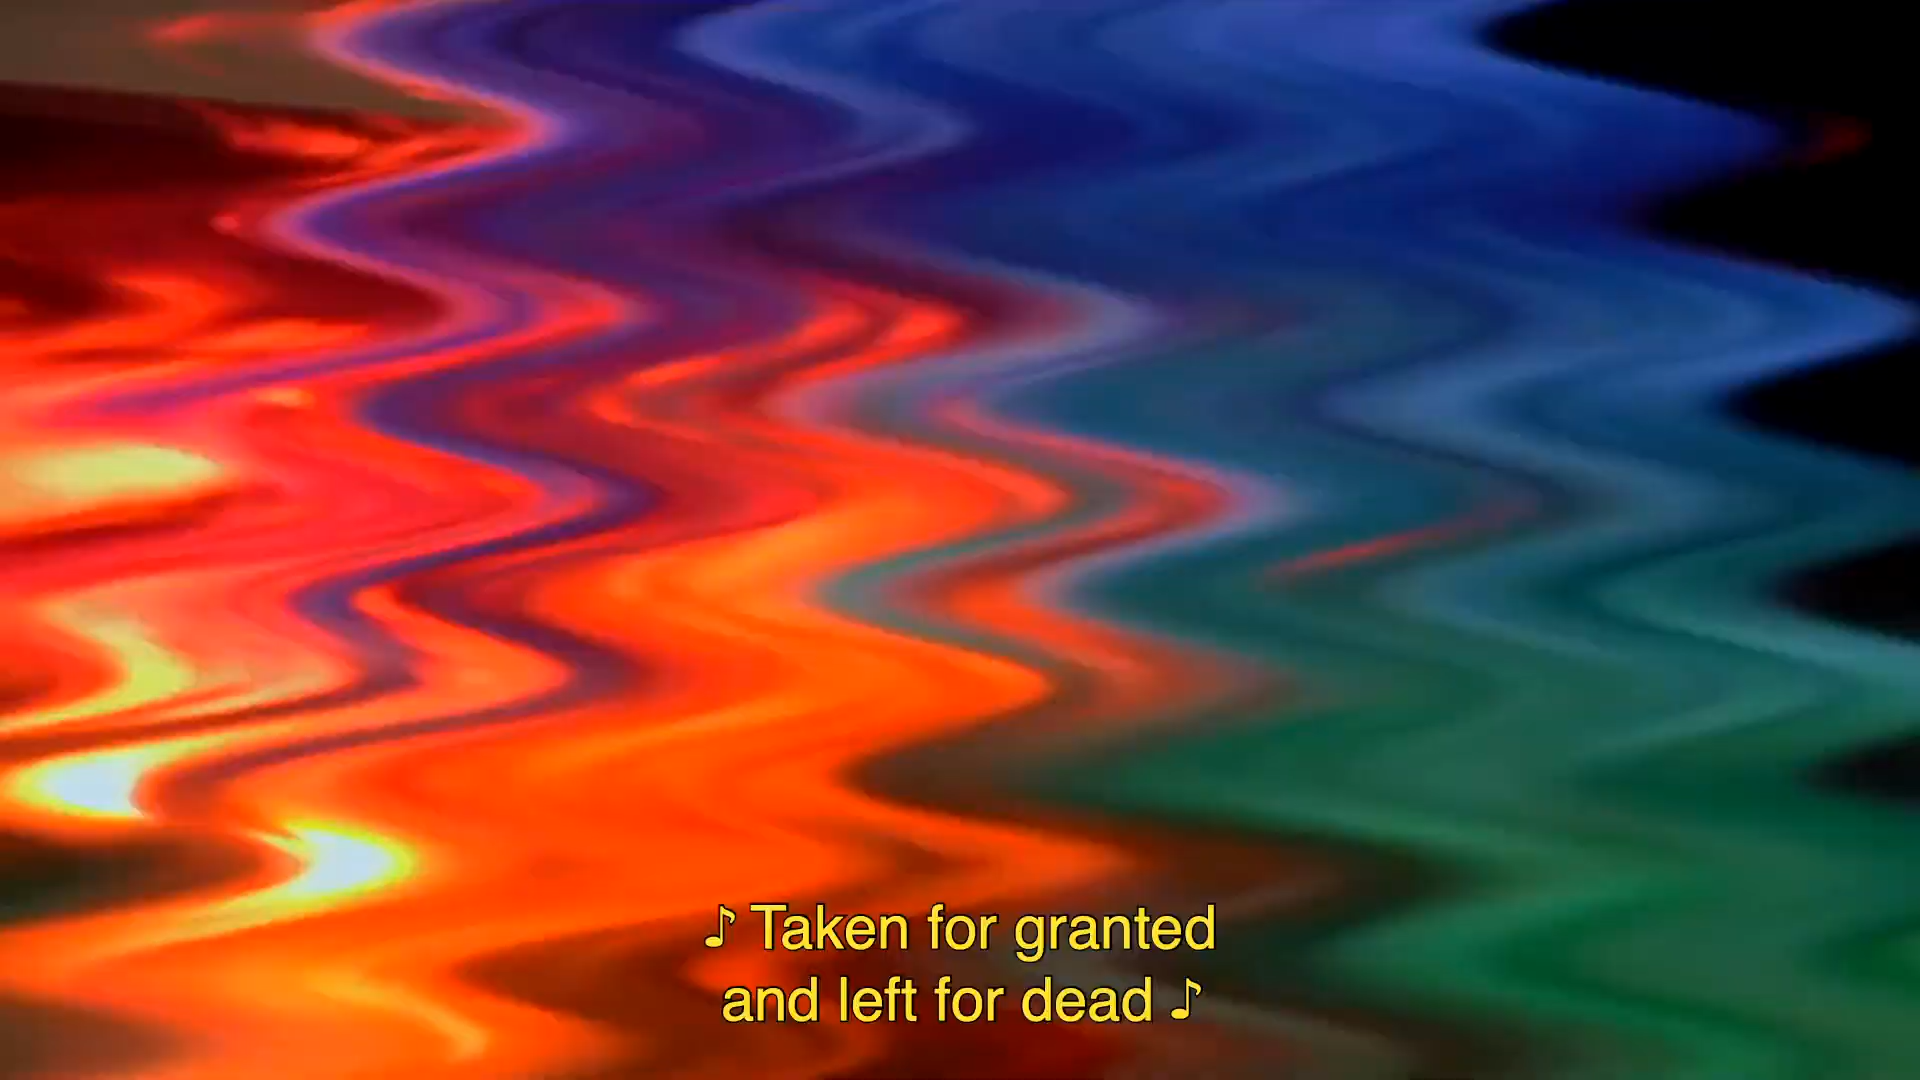 ♪ Taken for granted
and left for dead ♪